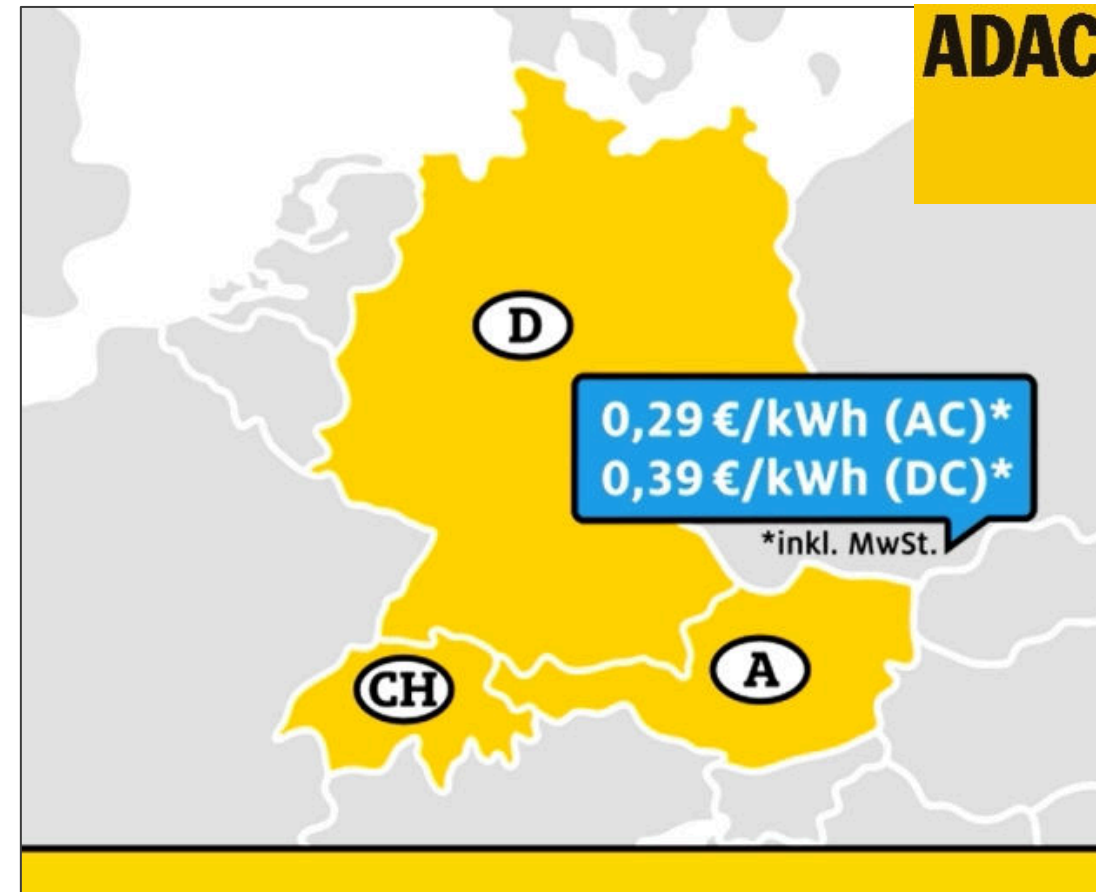 ADAC
D
0,29 €/kWh (AC)*
0,39 €/kWh (DC)*
*inkl. MwSt.
CH
A